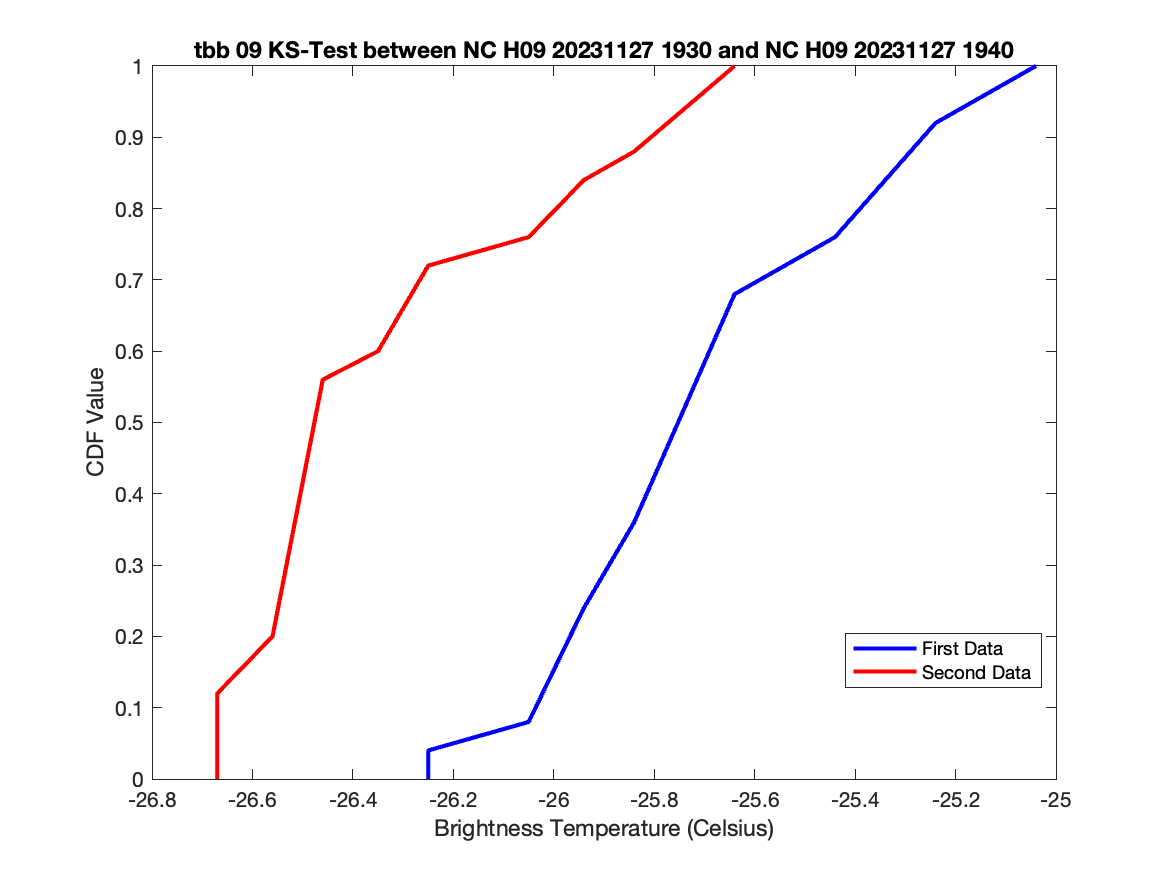 tbb 09 KS-Test between NC H09 20231127 1930 and NC H09 20231127 1940
1
0.9
0.8
0.7
0.6
0.5
0.4
0.3
0.2
0.1
0
CDF Value
First Data
Second Data
-26.8 -26.6 -26.4 -26.2 -26 -25.8 -25.6 -25.4 -25.2 -25
Brightness Temperature (Celsius)